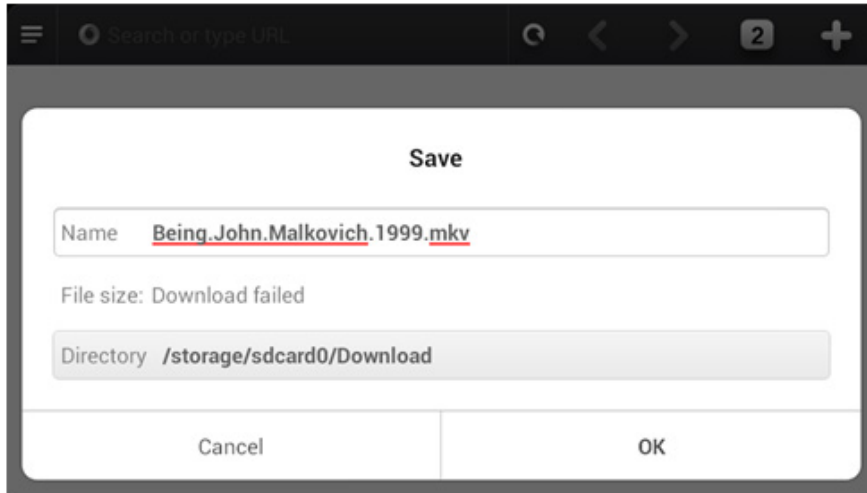 Search or type URL
2
Save
Name Being.John.Malkovich.1999.mkv
File size: Download failed
Directory /storage/sdcard0/Download
Cancel OK